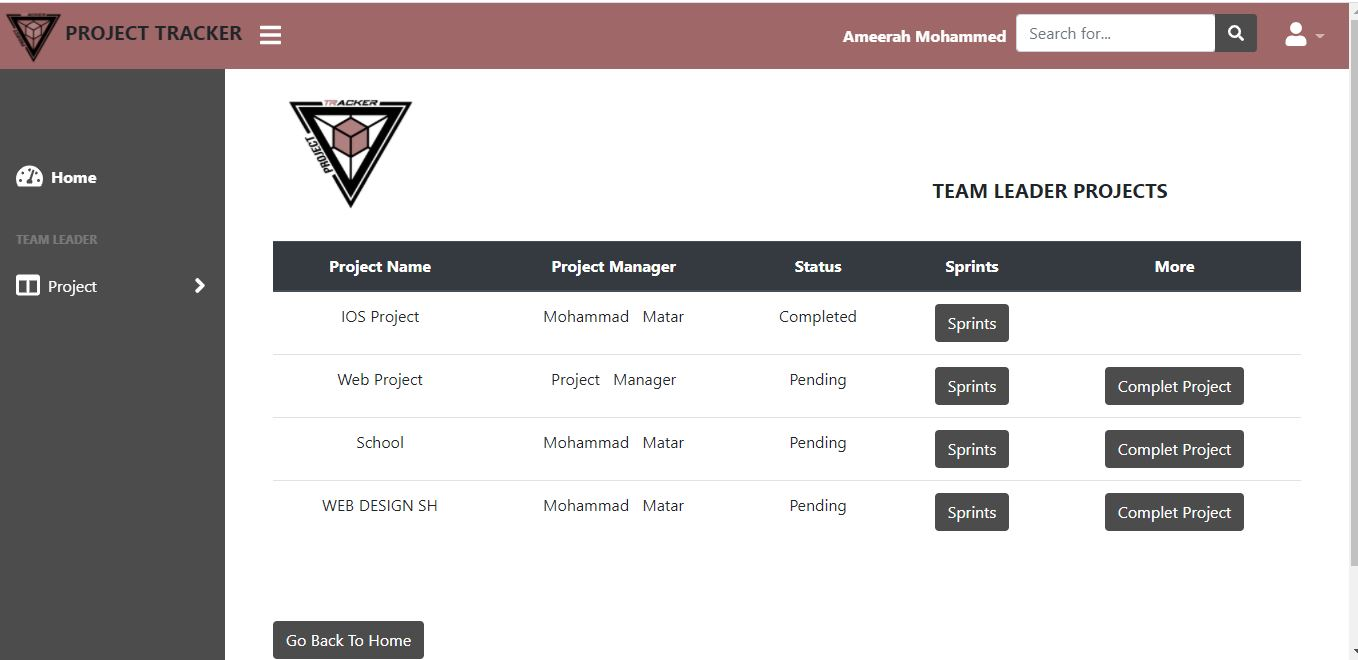 PROJECT TRACKER
Ameerah Mohammed
Search for...
TRACKER
PROJECT
Home
TEAM LEADER PROJECTS
TEAM LEADER
Project
Project Name Project Manager Status Sprints More
IOS Project Mohammad Matar Completed Sprints
Web Project Project Manager Pending Sprints Complet Project
School Mohammad Matar Pending Sprints Complet Project
WEB DESIGN SH Mohammad Matar Pending Sprints Complet Project
Go Back To Home